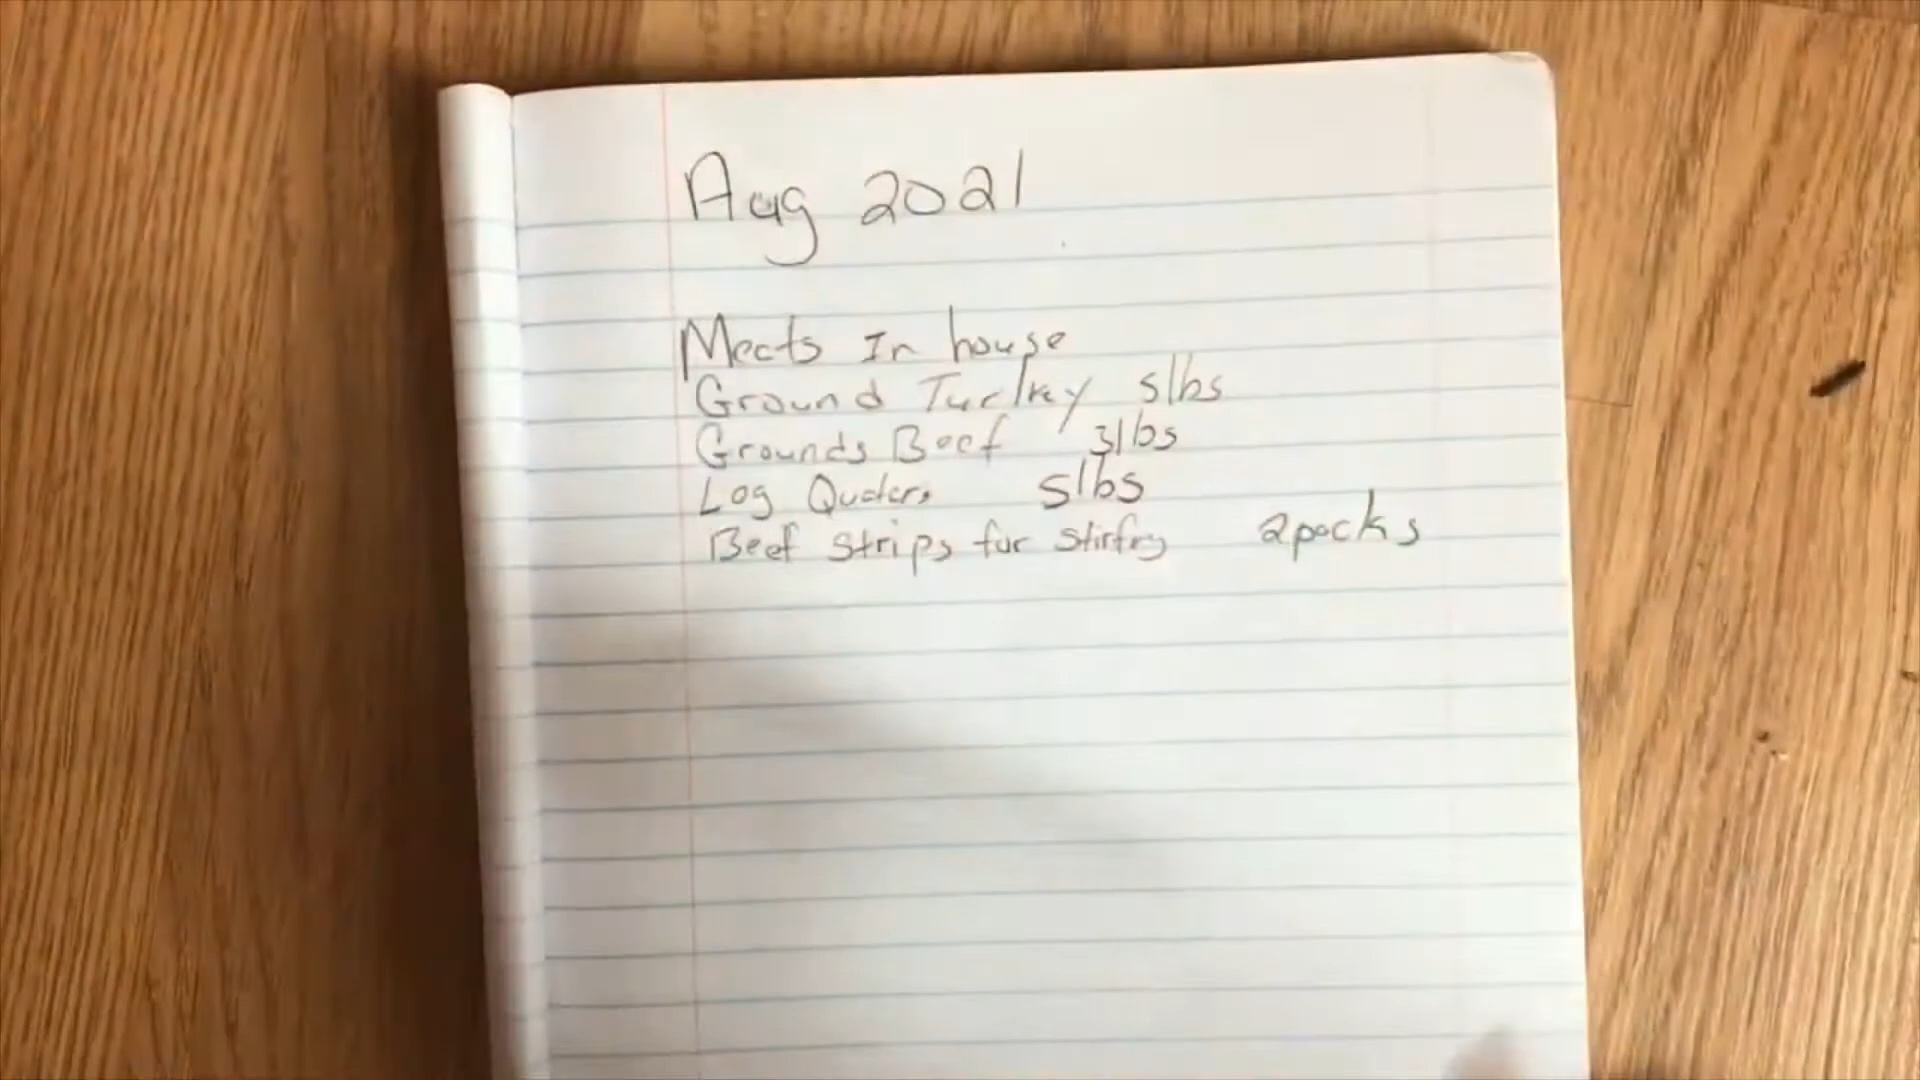 Aug 2021
Meats In house
Ground Turkey 5lbs
Grounds Beef 3lbs
Leg Quaters 5lbs
Beef Strips for Stirfry 2packs